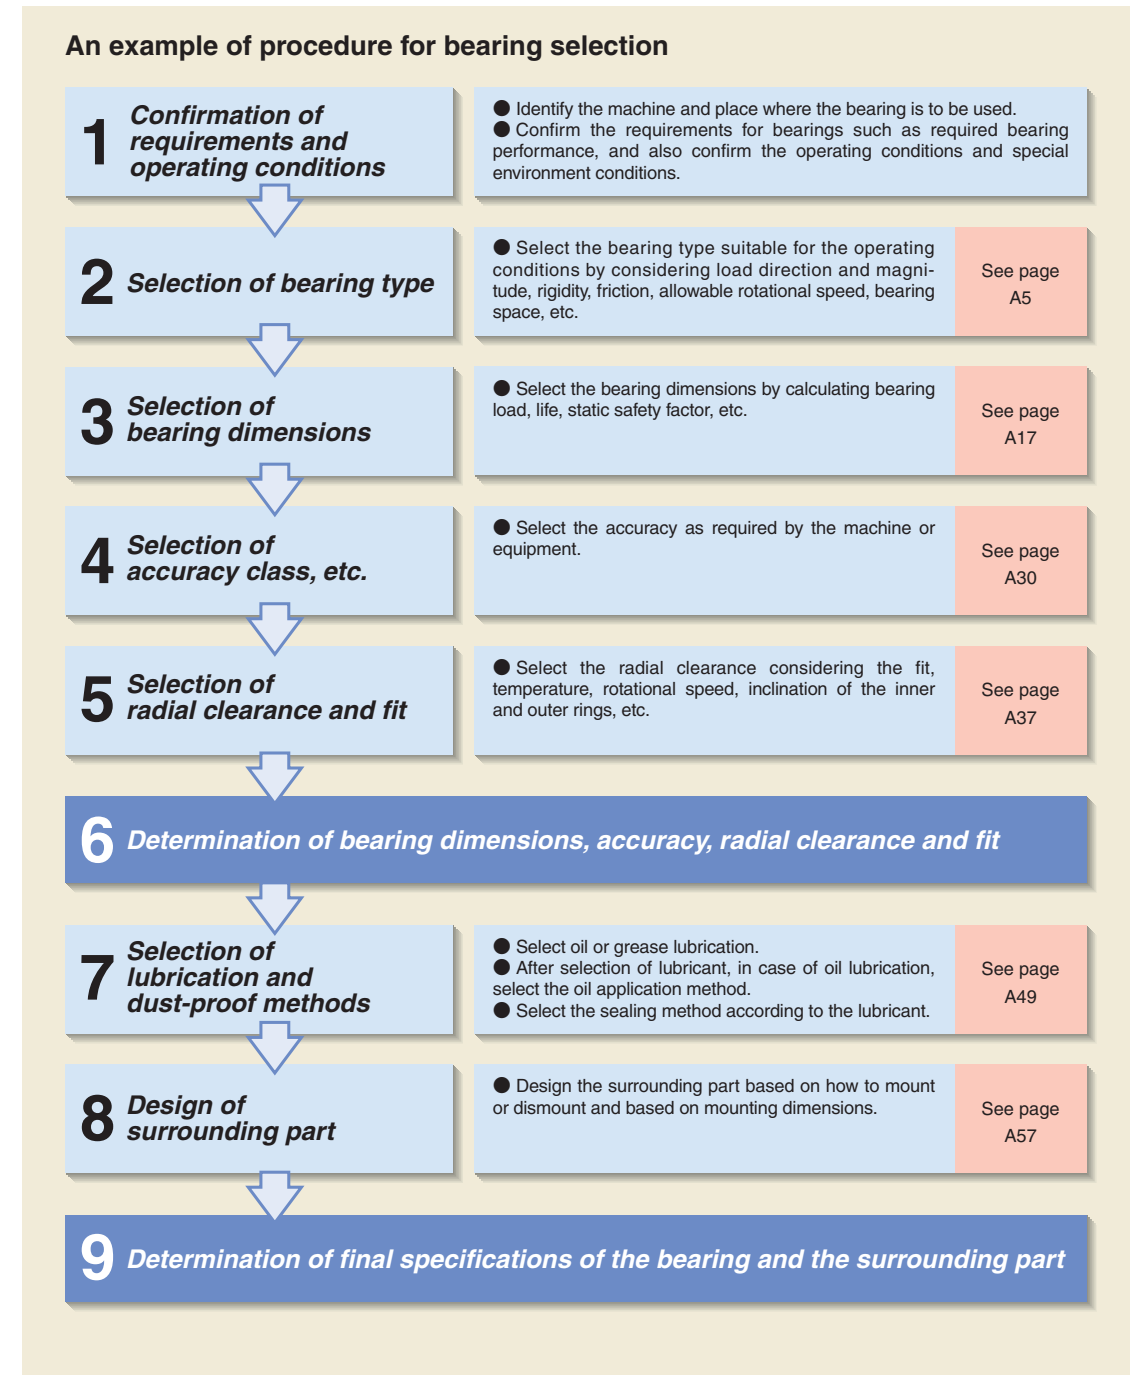 An example of procedure for bearing selection
1
Confirmation of
requirements and
operating conditions
● Identify the machine and place where the bearing is to be used.
● Confirm the requirements for bearings such as required bearing
performance, and also confirm the operating conditions and special
environment conditions.
2
Selection of bearing type
● Select the bearing type suitable for the operating
conditions by considering load direction and magni-
tude, rigidity, friction, allowable rotational speed, bearing
space, etc.
See page
A5
3
Selection of
bearing dimensions
● Select the bearing dimensions by calculating bearing
load, life, static safety factor, etc.
See page
A17
4
Selection of
accuracy class, etc.
● Select the accuracy as required by the machine or
equipment.
See page
A30
5
Selection of
radial clearance and fit
● Select the radial clearance considering the fit,
temperature, rotational speed, inclination of the inner
and outer rings, etc.
See page
A37
6
Determination of bearing dimensions, accuracy, radial clearance and fit
7
Selection of
lubrication and
dust-proof methods
● Select oil or grease lubrication.
● After selection of lubricant, in case of oil lubrication,
select the oil application method.
● Select the sealing method according to the lubricant.
See page
A49
8
Design of
surrounding part
● Design the surrounding part based on how to mount
or dismount and based on mounting dimensions.
See page
A57
9
Determination of final specifications of the bearing and the surrounding part